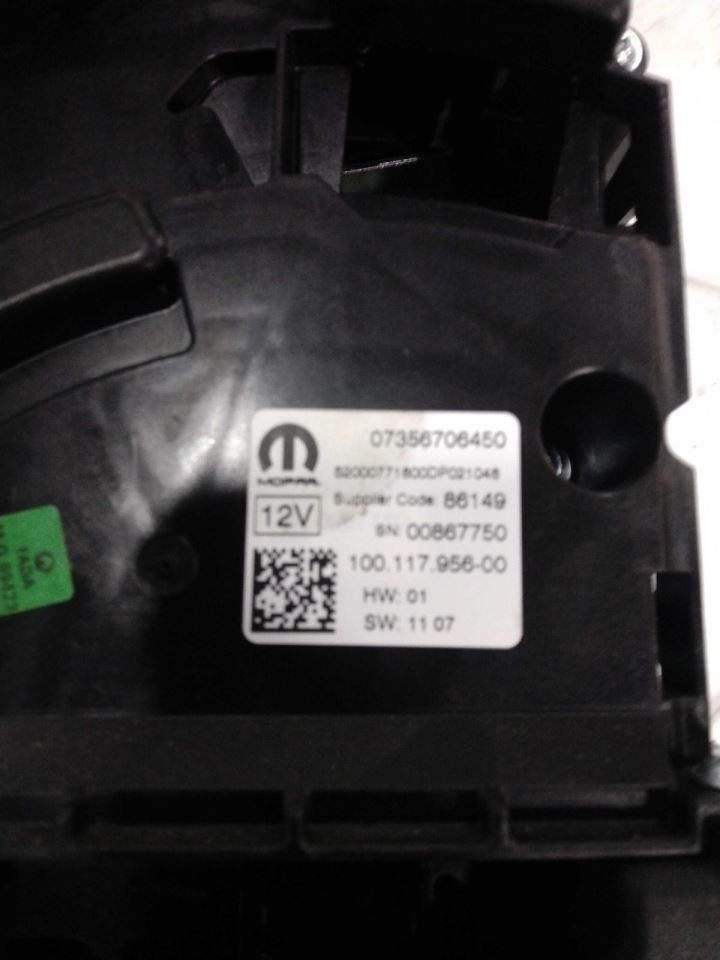 07356706450
MOPAR
52000771800DP021048
Supplier Code: 86149
12V
SN: 00867750
100.117.956-00
HW: 01
SW: 11 07